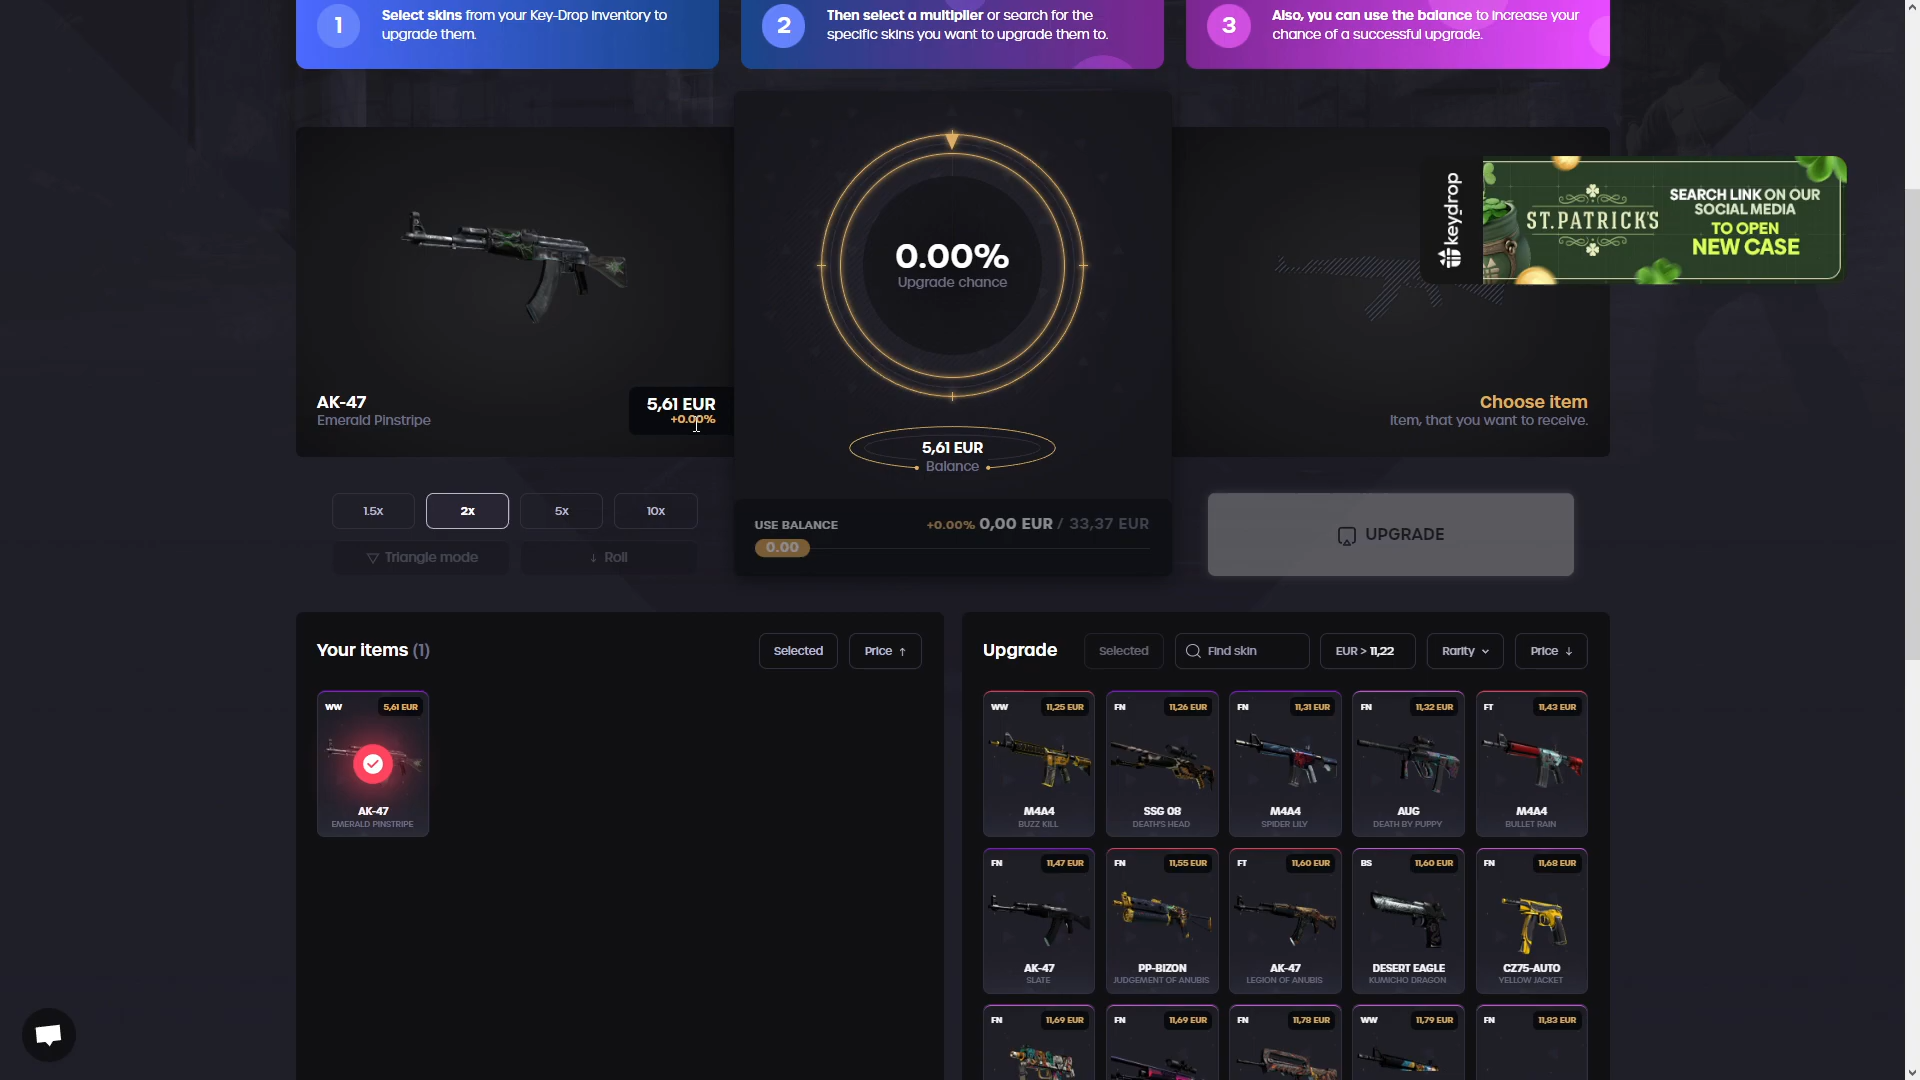 1
Select skins from your Key-Drop Inventory to
upgrade them.
2
Then select a multiplier or search for the
specific skins you want to upgrade them to.
3
Also, you can use the balance to increase your
chance of a successful upgrade.
keydrop
ST.PATRICK'S
SEARCH LINK ON OUR
SOCIAL MEDIA
TO OPEN
NEW CASE
0.00%
Upgrade chance
AK-47
Emerald Pinstripe
5,61 EUR
+0.00%
5,61 EUR
Balance
Choose item
Item, that you want to receive.
1.5x
2x
5x
10x
Triangle mode
↓ Roll
USE BALANCE
+0.00% 0,00 EUR / 33,37 EUR
0.00
UPGRADE
Your items (1)
Selected
Price ↑
WW
5,61 EUR
AK-47
EMERALD PINSTRIPE
Upgrade
Selected
Find skin
EUR > 11,22
Rarity
Price ↓
WW 11,25 EUR
M4A4
BUZZ KILL
FN 11,26 EUR
SSG 08
DEATH'S HEAD
FN 11,31 EUR
M4A4
SPIDER LILY
FN 11,32 EUR
AUG
DEATH BY PUPPY
FT 11,43 EUR
M4A4
BULLET RAIN
FN 11,47 EUR
AK-47
SLATE
FN 11,55 EUR
PP-BIZON
JUDGEMENT OF ANUBIS
FT 11,60 EUR
AK-47
LEGION OF ANUBIS
BS 11,60 EUR
DESERT EAGLE
KUMICHO DRAGON
FN 11,68 EUR
CZ75-AUTO
YELLOW JACKET
FN 11,69 EUR
FN 11,69 EUR
FN 11,78 EUR
WW 11,79 EUR
FN 11,83 EUR